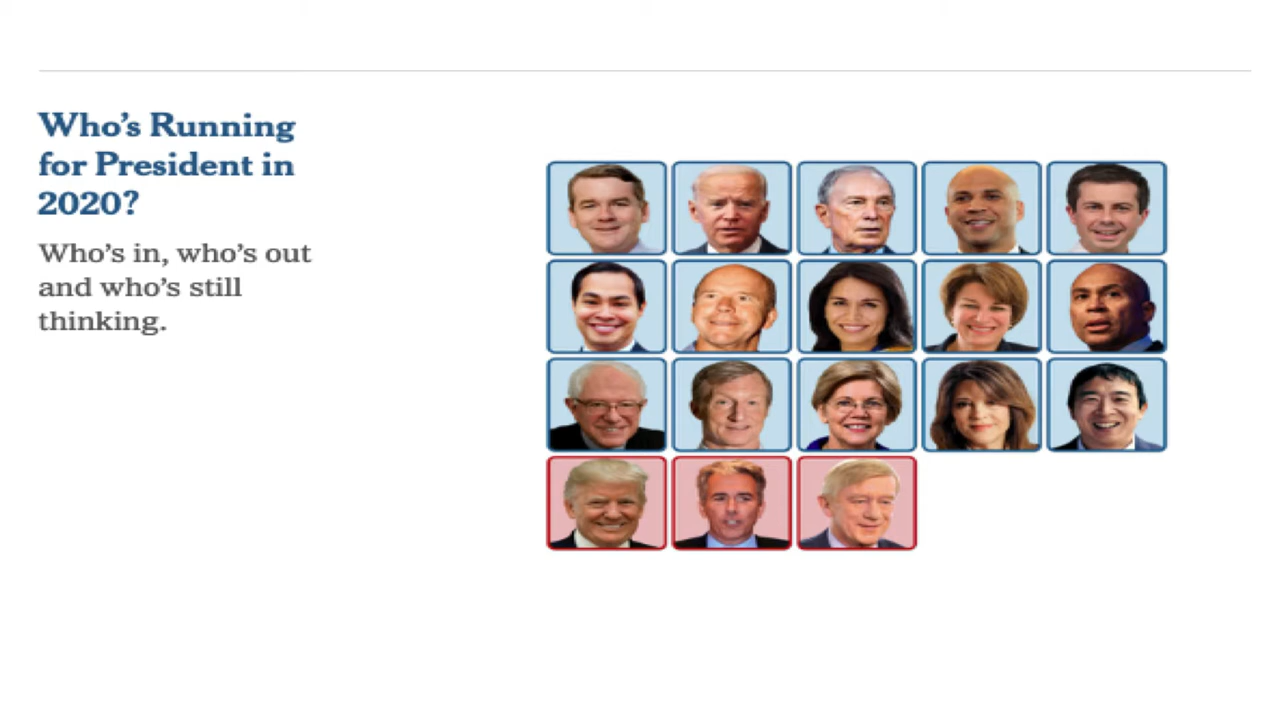 Who’s Running
for President in
2020?
Who’s in, who’s out
and who’s still
thinking.